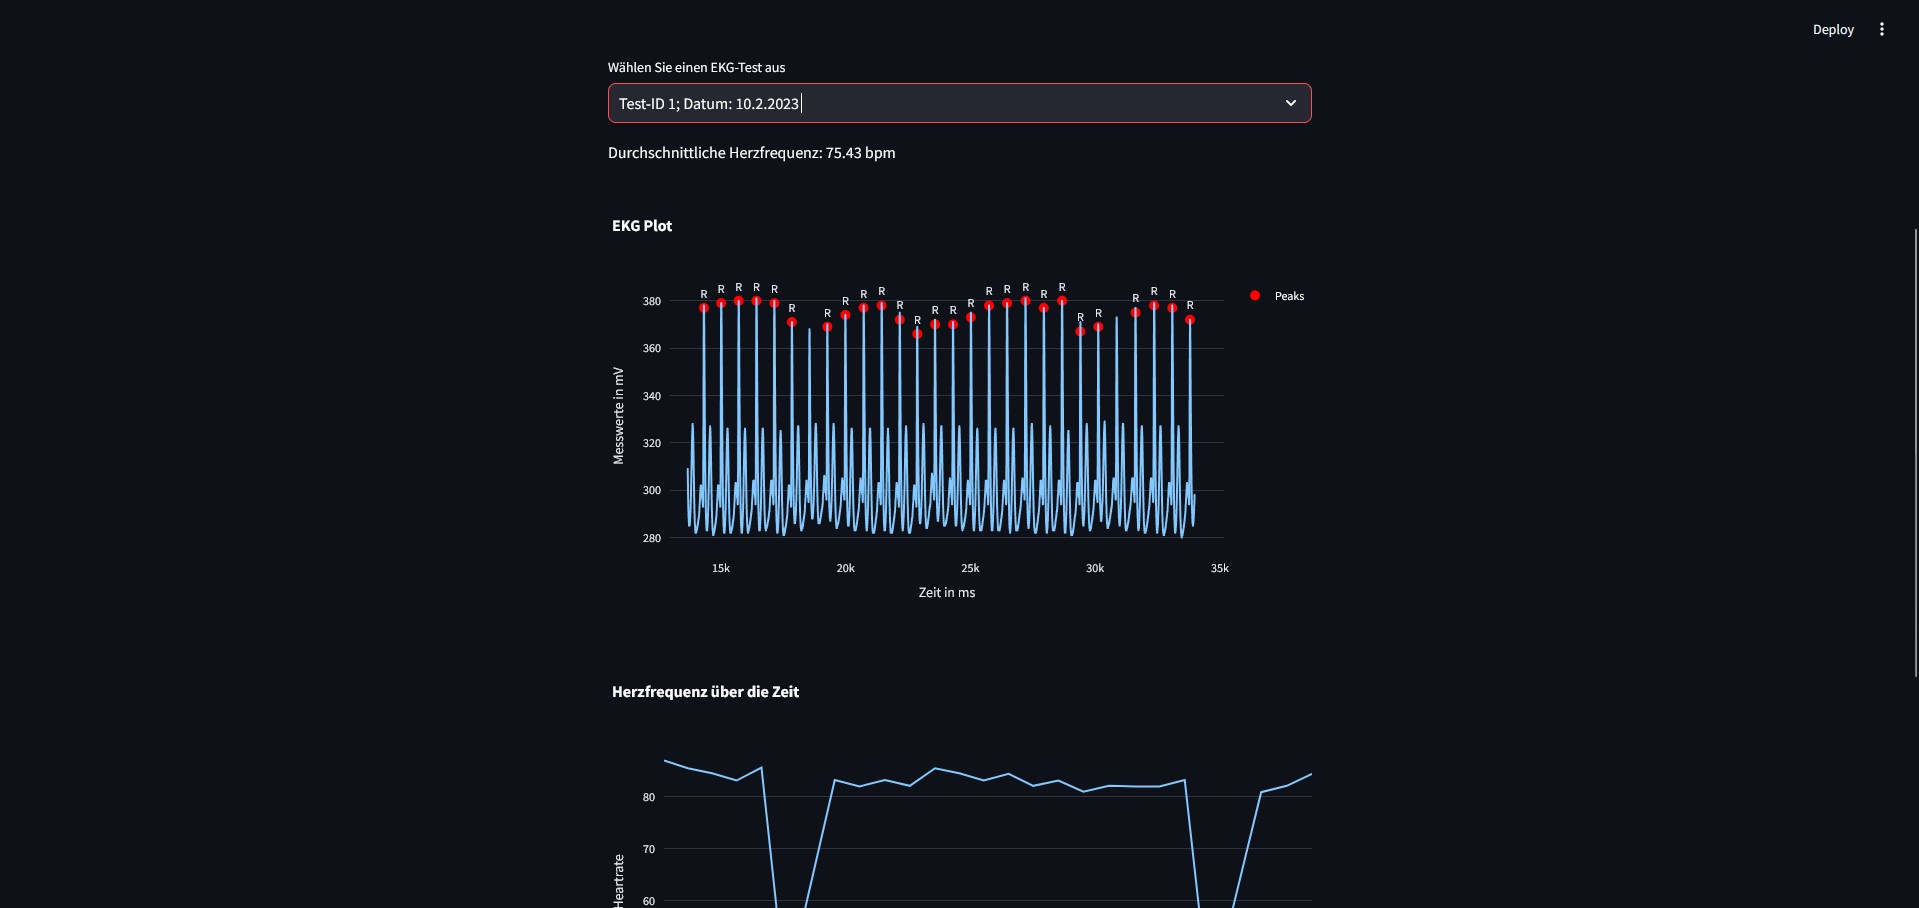 Deploy
Wählen Sie einen EKG-Test aus
Test-ID 1; Datum: 10.2.2023
Durchschnittliche Herzfrequenz: 75.43 bpm
EKG Plot
R R R R R R R R R R R R R R R R R R R R R R R R R R
Peaks
380
360
340
320
300
280
Messwerte in mV
15k 20k 25k 30k 35k
Zeit in ms
Herzfrequenz über die Zeit
80
70
60
Heartrate